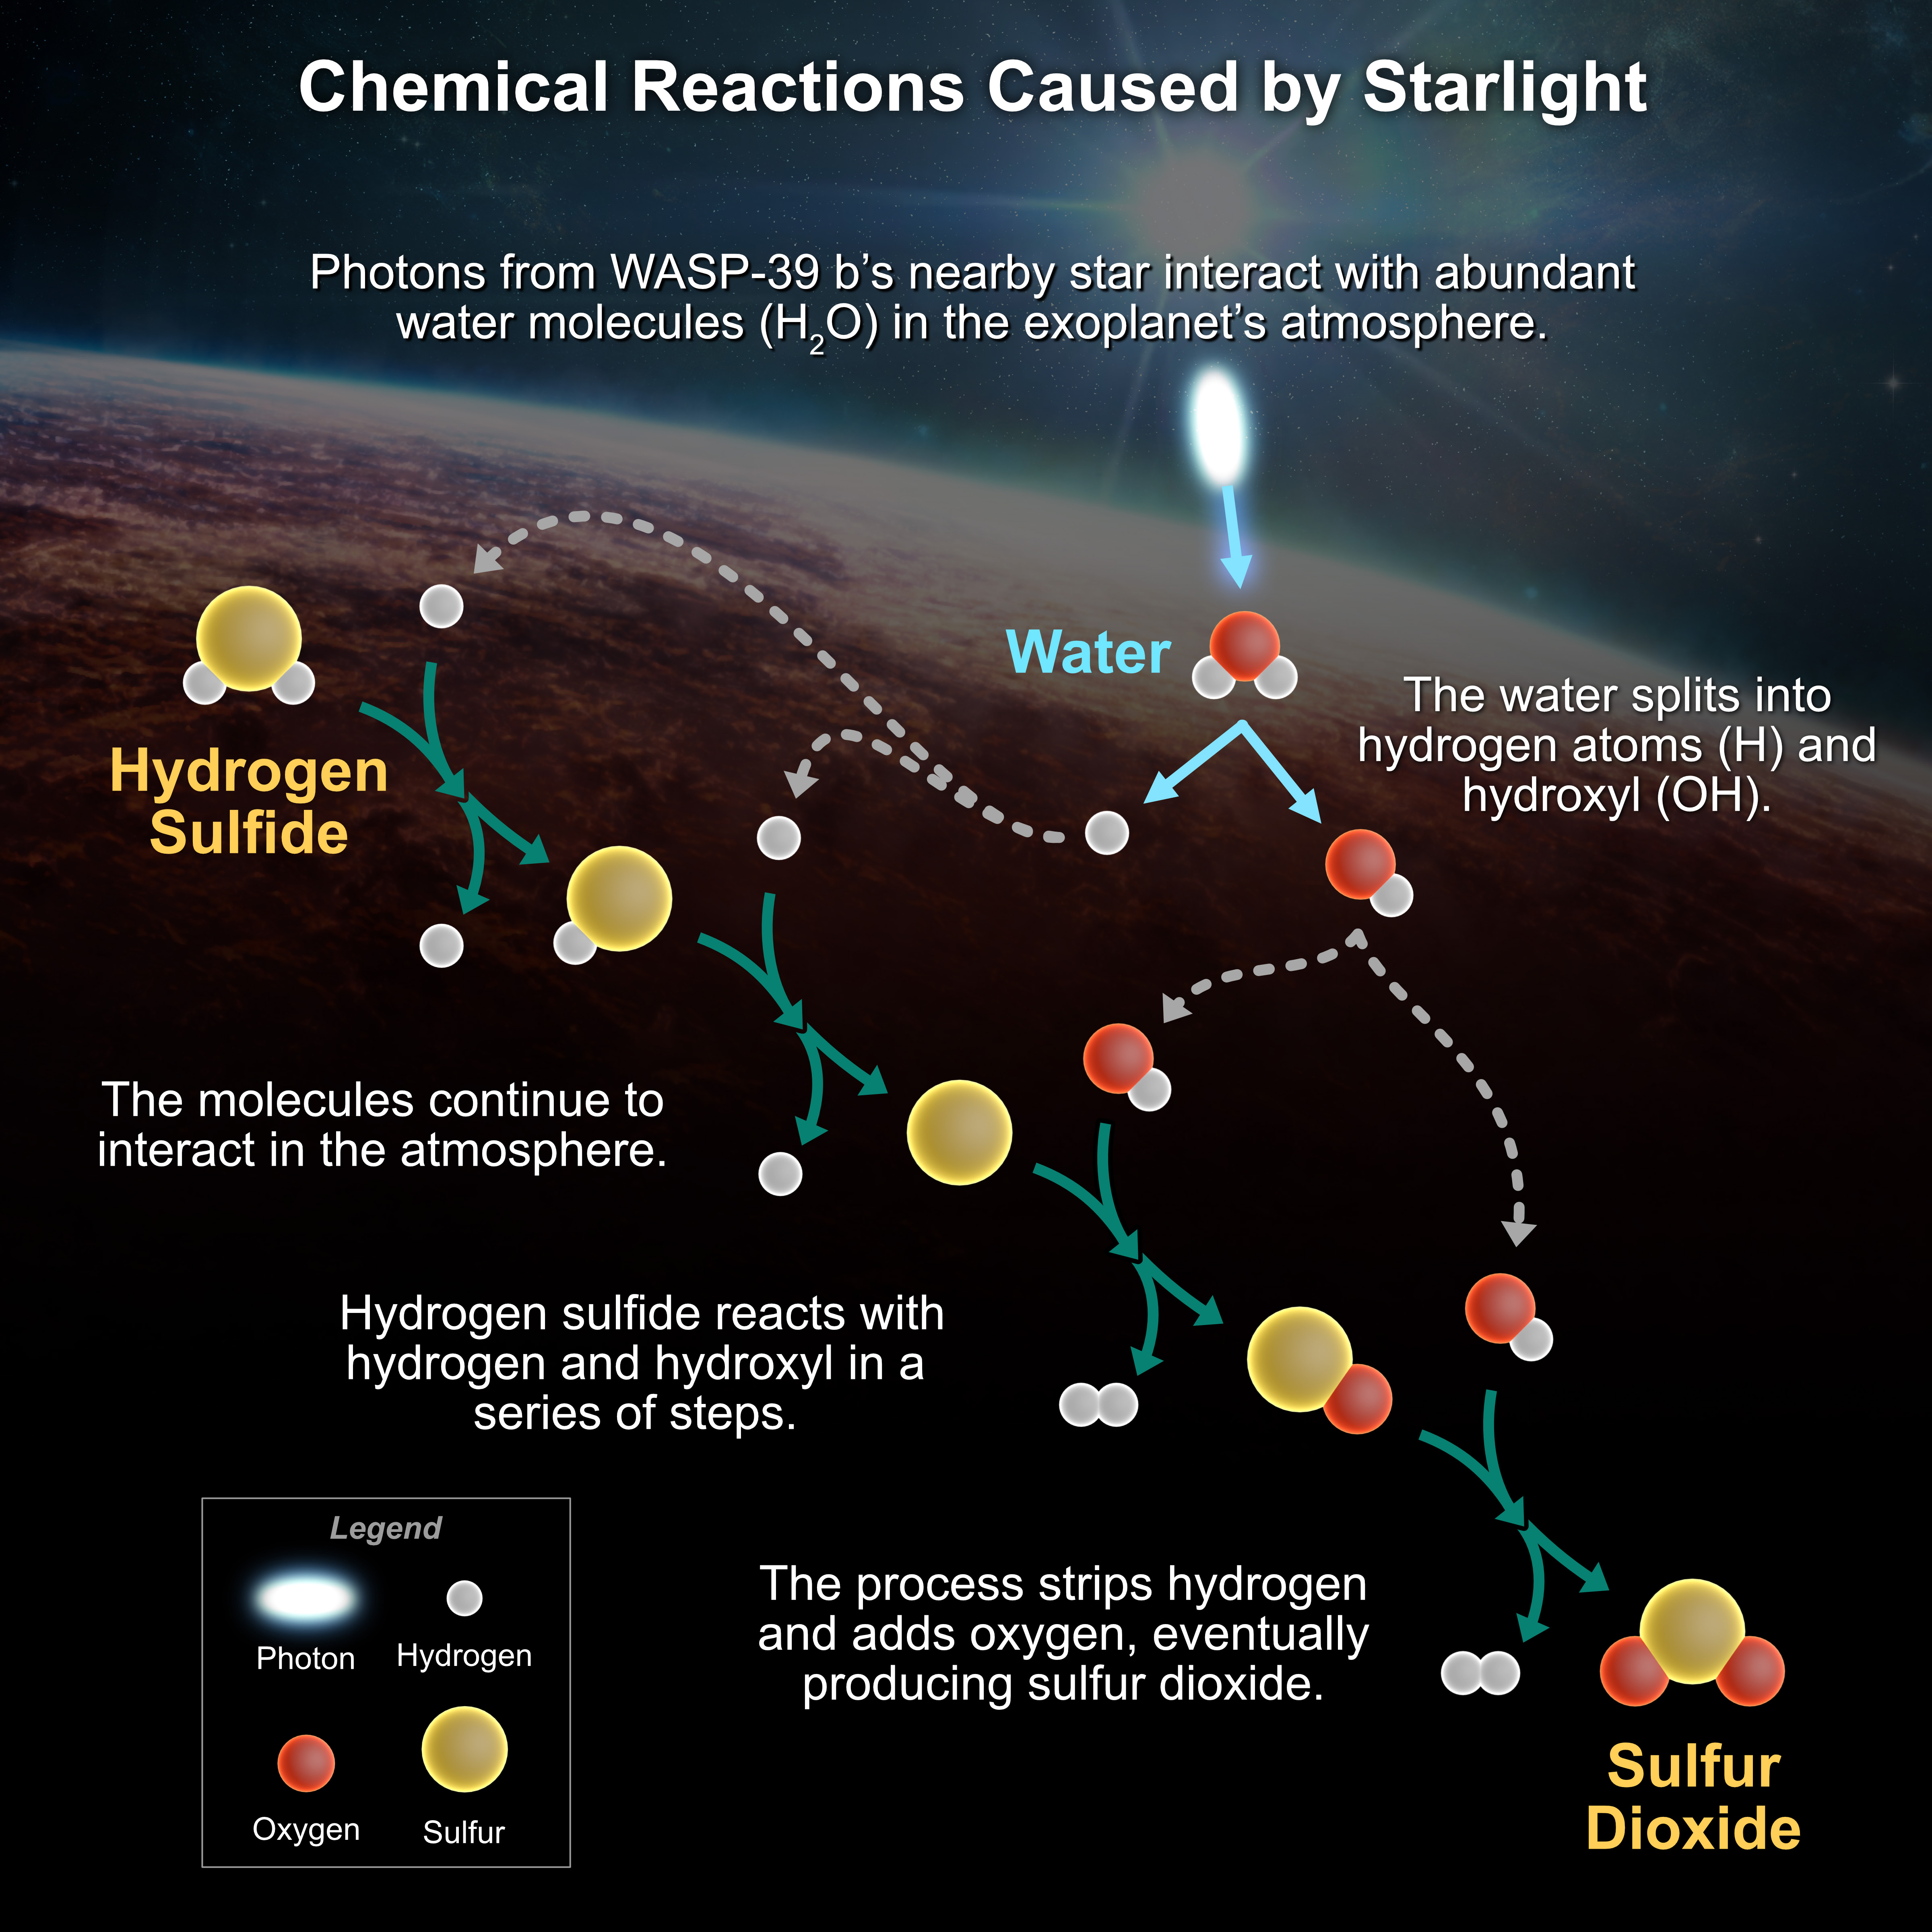 Chemical Reactions Caused by Starlight
Photons from WASP-39 b’s nearby star interact with abundant
water molecules (H₂O) in the exoplanet’s atmosphere.
Water
The water splits into
hydrogen atoms (H) and
hydroxyl (OH).
Hydrogen
Sulfide
The molecules continue to
interact in the atmosphere.
Hydrogen sulfide reacts with
hydrogen and hydroxyl in a
series of steps.
The process strips hydrogen
and adds oxygen, eventually
producing sulfur dioxide.
Sulfur
Dioxide
Legend
Photon
Hydrogen
Oxygen
Sulfur